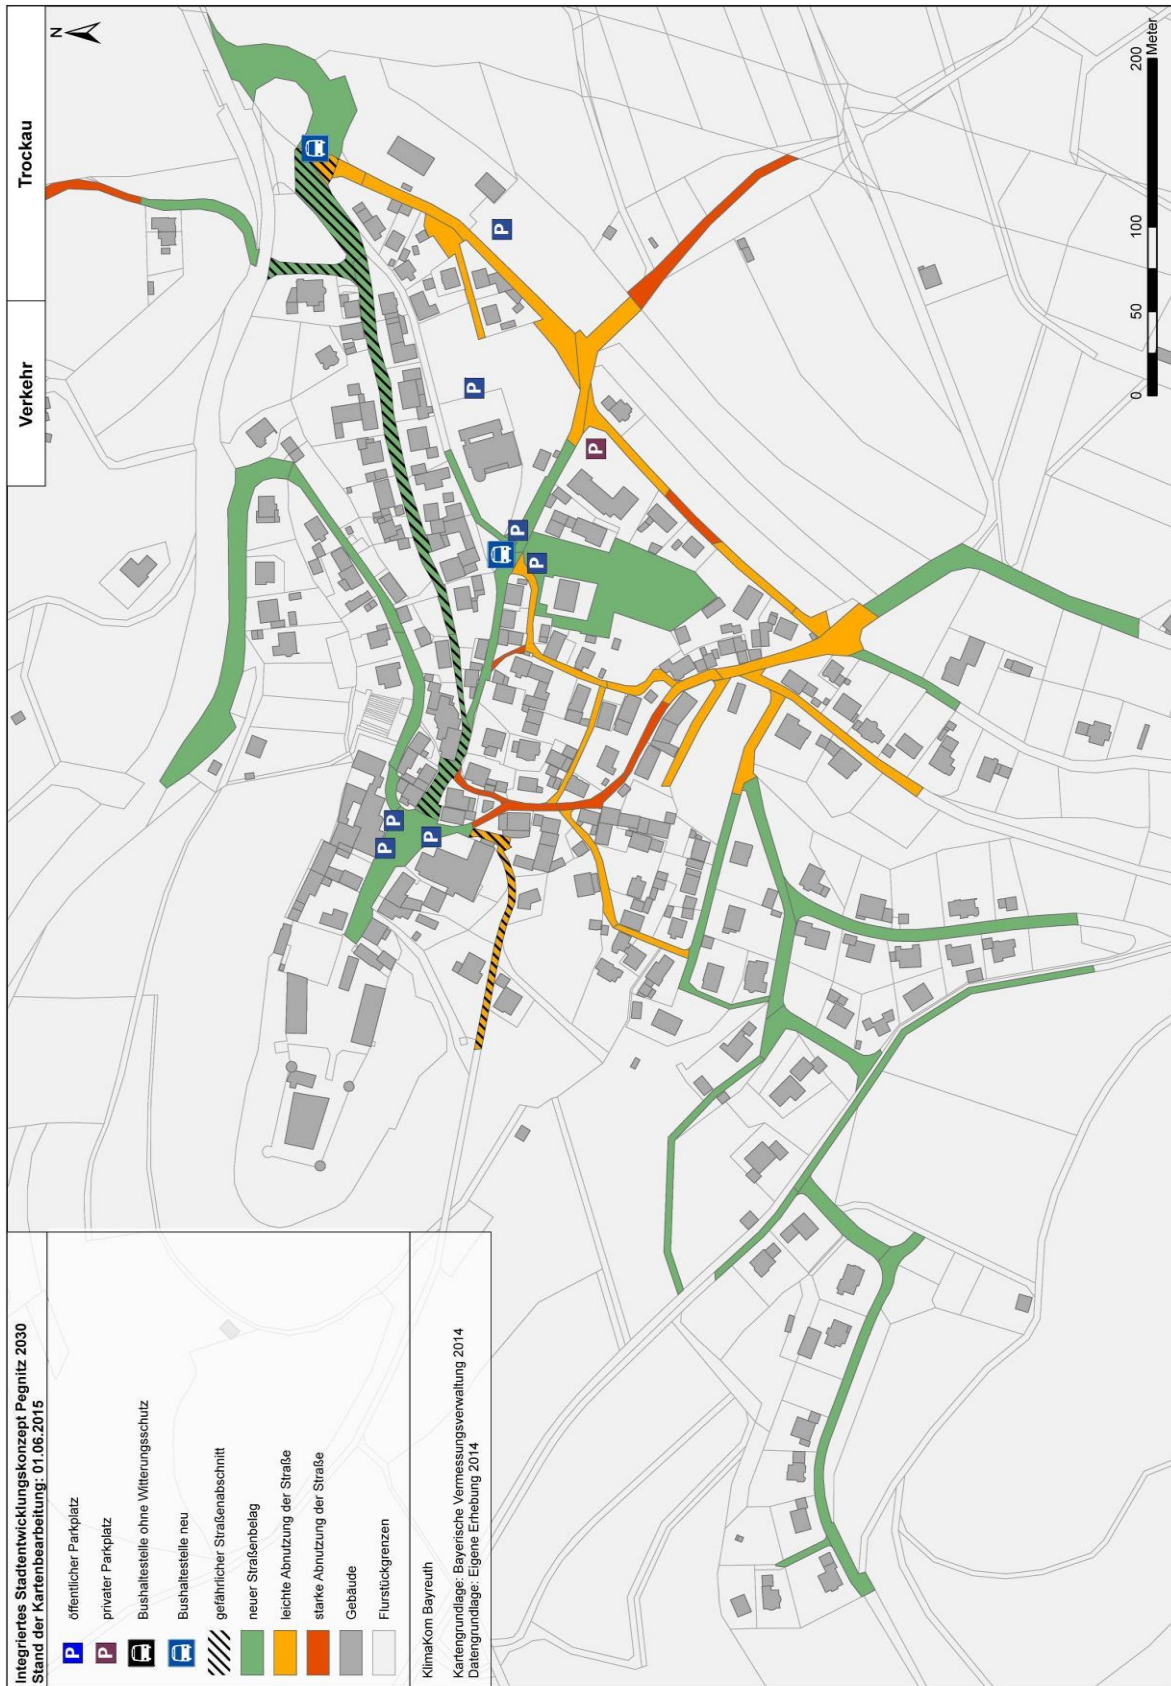 Integriertes Stadtentwicklungskonzept Pegnitz 2030
Stand der Kartenbearbeitung: 01.06.2015
Verkehr
Trockau
N
P öffentlicher Parkplatz
P privater Parkplatz
Bushaltestelle ohne Witterungsschutz
Bushaltestelle neu
gefährlicher Straßenabschnitt
neuer Straßenbelag
leichte Abnutzung der Straße
starke Abnutzung der Straße
Gebäude
Flurstückgrenzen
KlimaKom Bayreuth
Kartengrundlage: Bayerische Vermessungsverwaltung 2014
Datengrundlage: Eigene Erhebung 2014
P
P
P
P
P
P
P
P
0 50 100 200
Meter